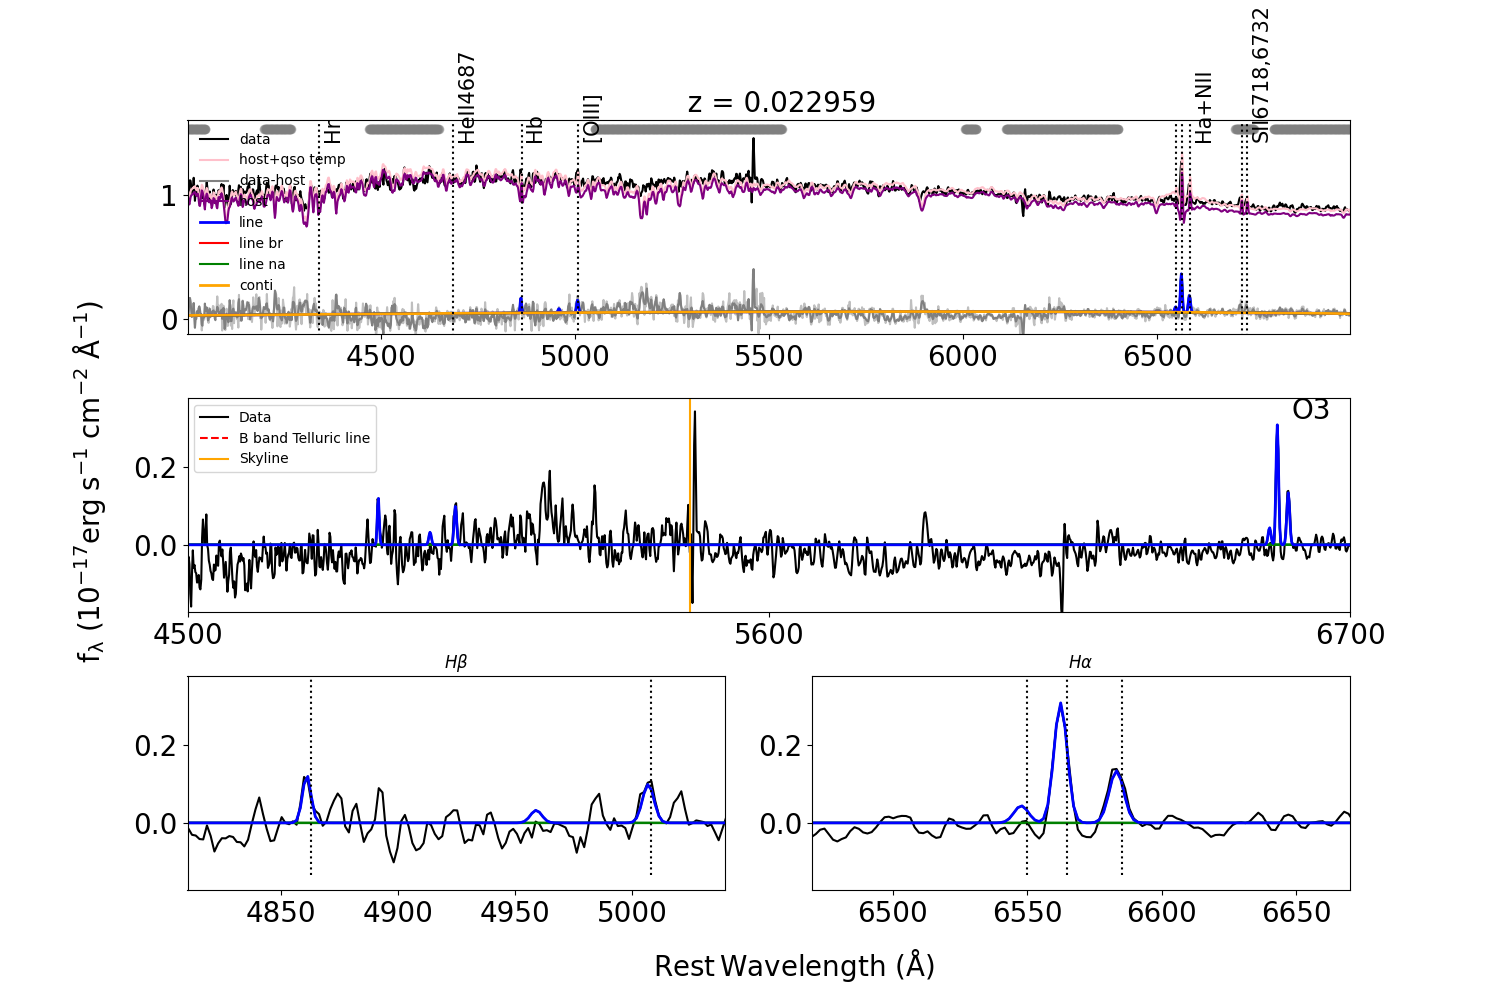 z = 0.022959
Hr
HeII4687
Hb
[OIII]
Ha+NII
SII6718,6732
data
host+qso temp
data-host
host
line
line br
line na
conti
1
0
4500 5000 5500 6000 6500
O3
Data
B band Telluric line
Skyline
0.2
0.0
4500 5600 6700
fλ (10⁻¹⁷erg s⁻¹ cm⁻² Å⁻¹)
Hβ
0.2
0.0
4850 4900 4950 5000
Hα
0.2
0.0
6500 6550 6600 6650
Rest Wavelength (Å)